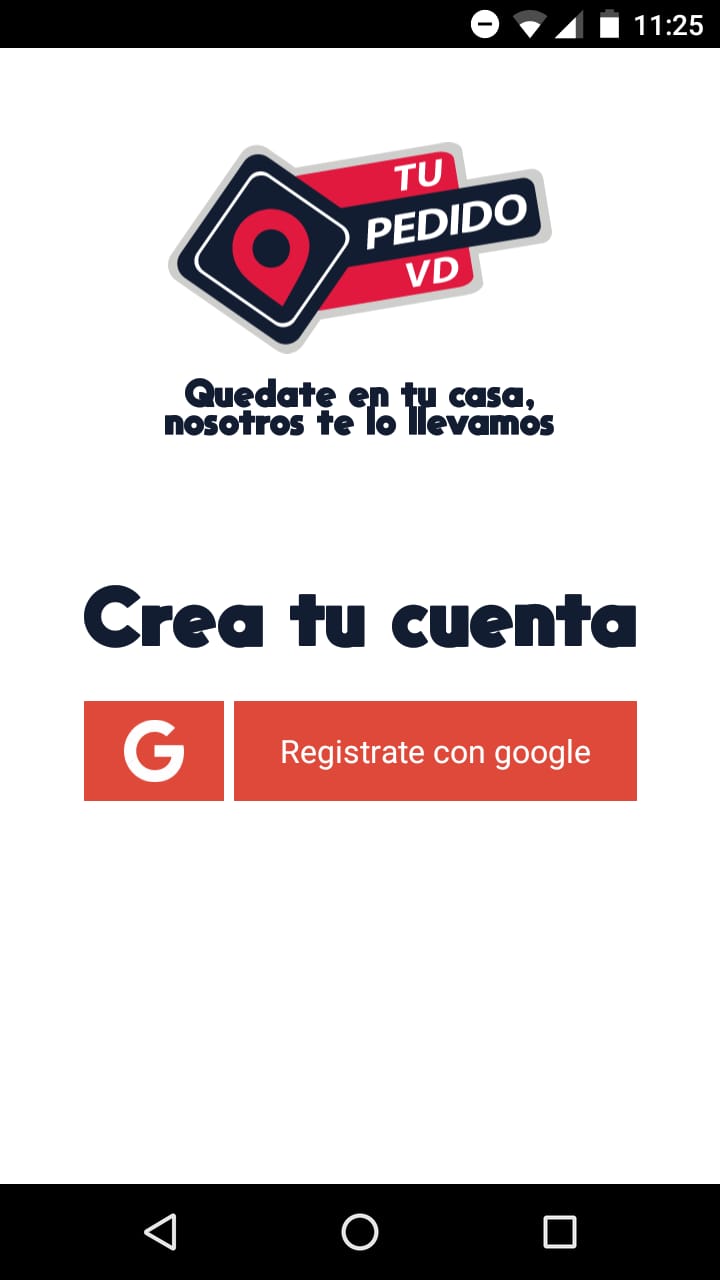 11:25
TU
PEDIDO
VD
Quedate en tu casa,
nosotros te lo llevamos
Crea tu cuenta
G Registrate con google